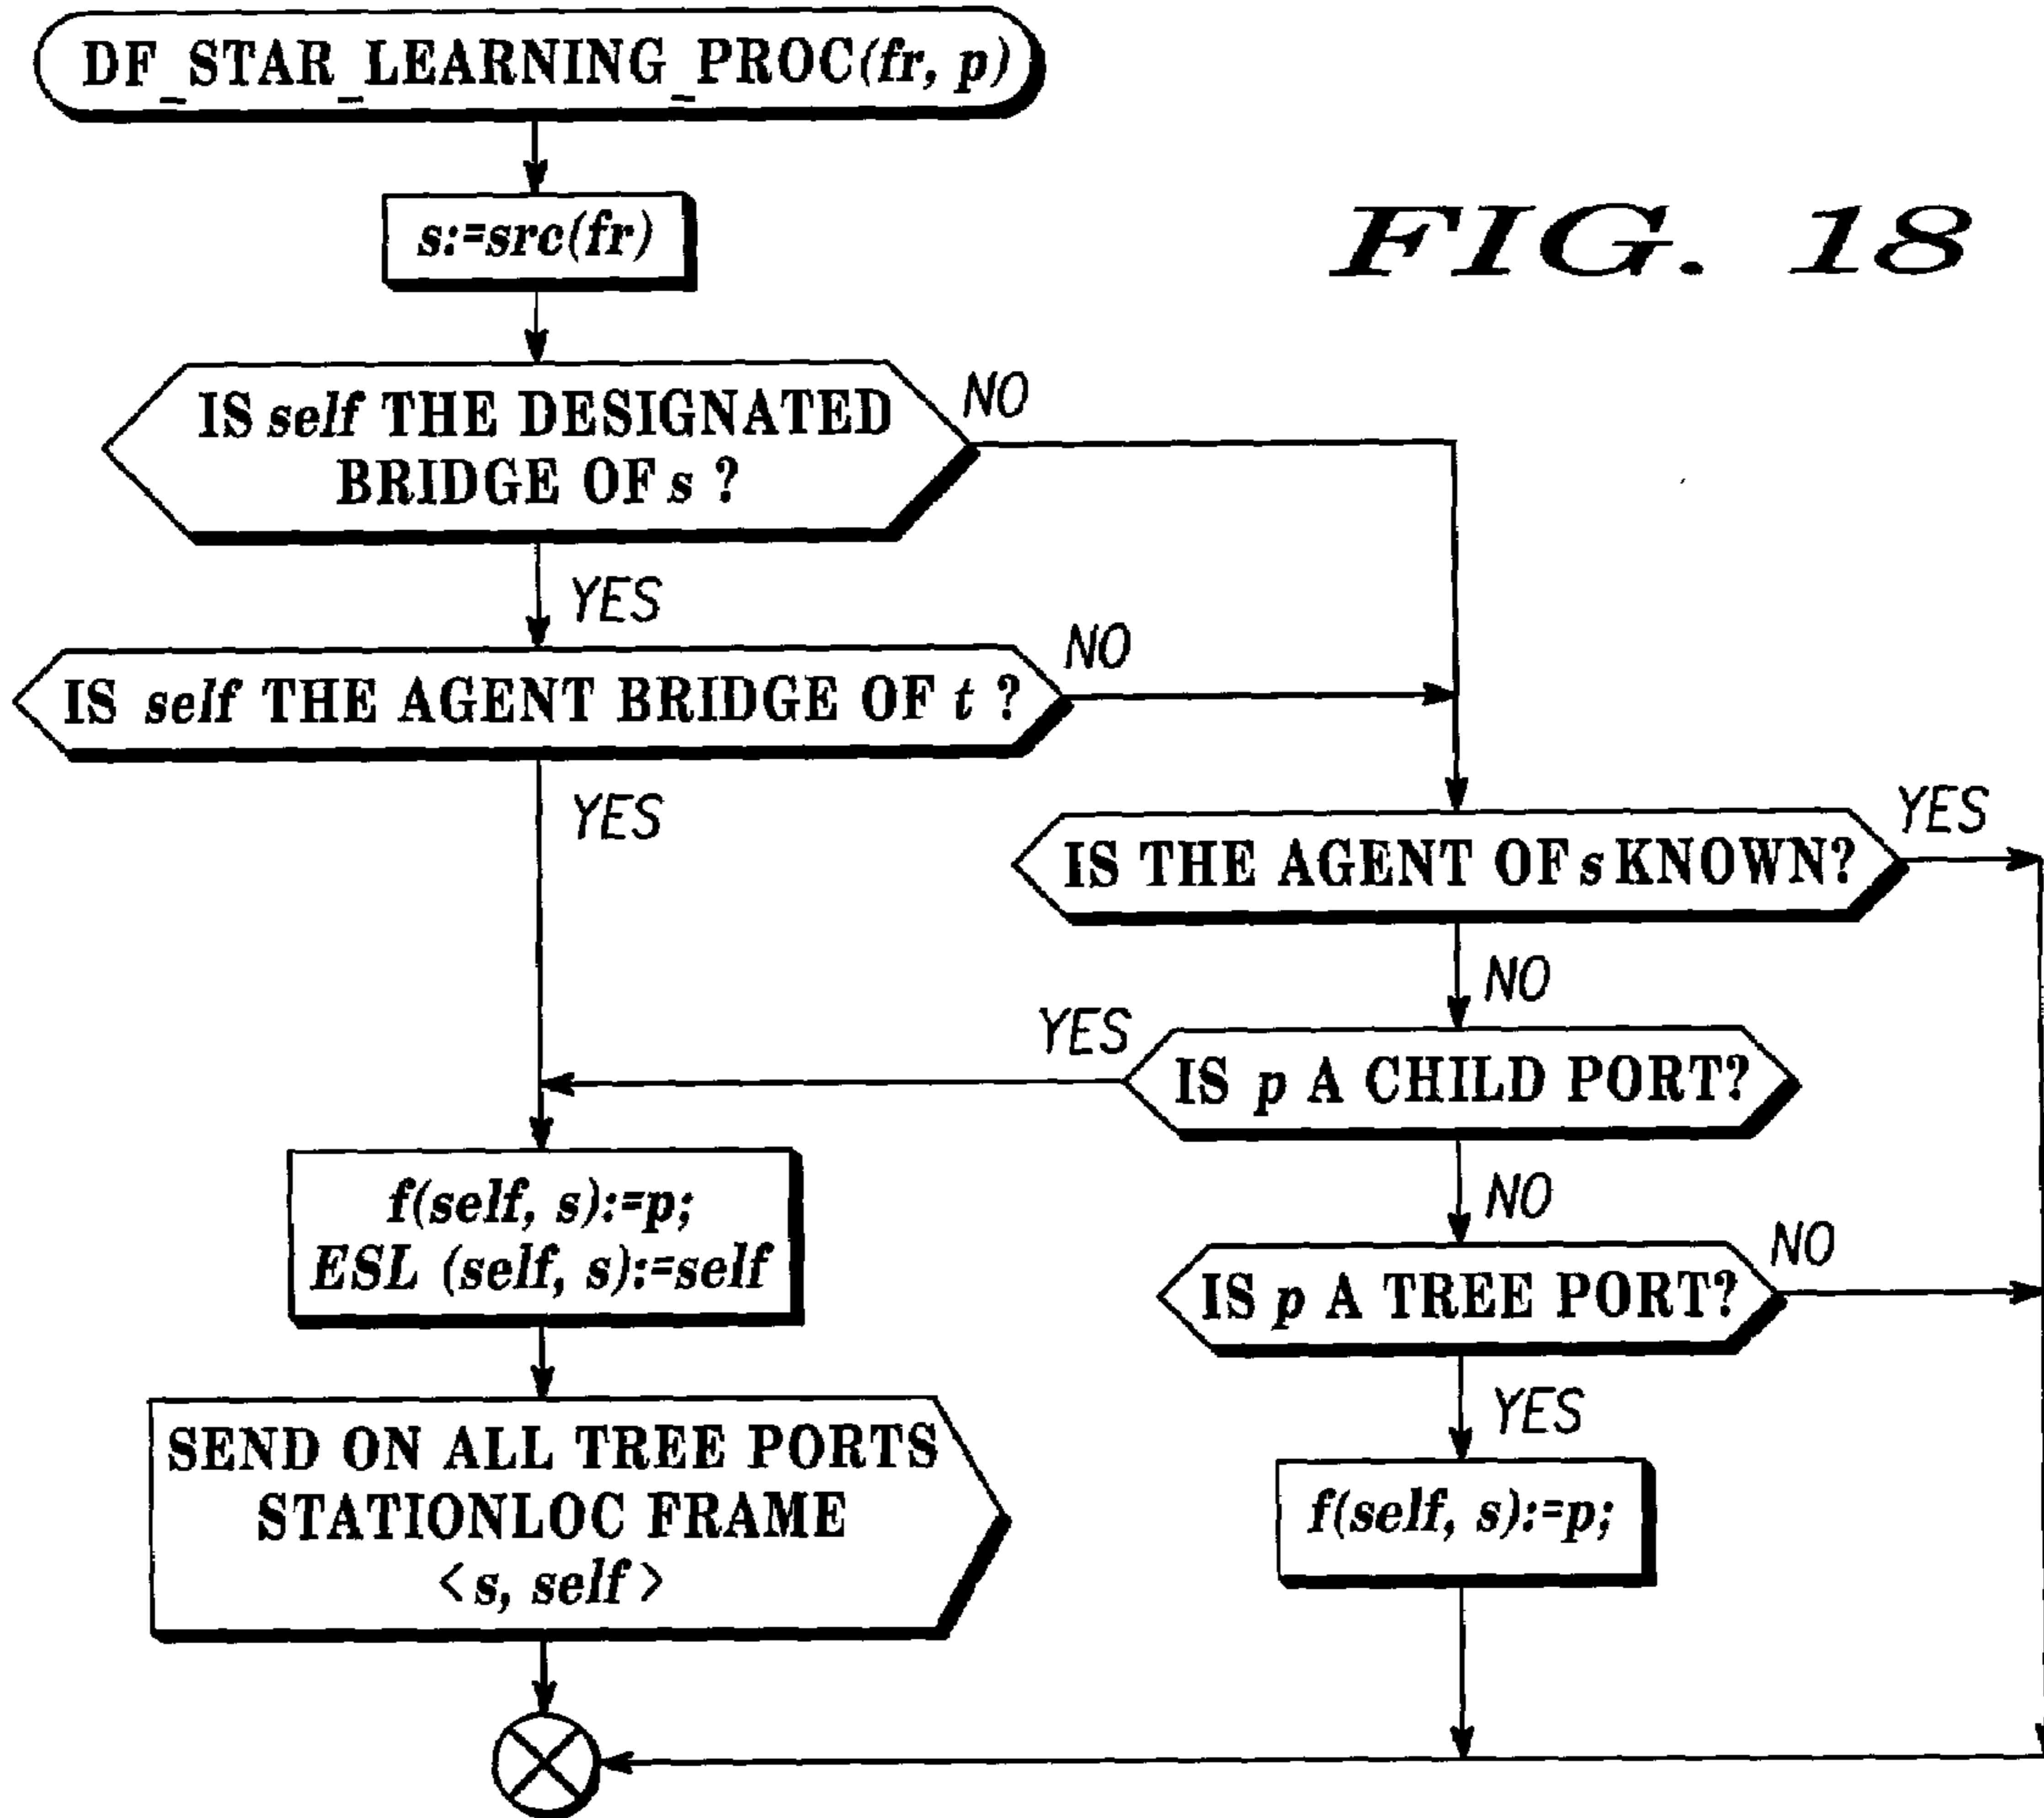 DF_STAR_LEARNING_PROC(fr, p)
s:=src(fr)
FIG. 18
IS self THE DESIGNATED
BRIDGE OF s ?
NO
YES
IS self THE AGENT BRIDGE OF t ?
NO
YES
IS THE AGENT OF s KNOWN?
YES
NO
IS p A CHILD PORT?
YES
NO
f(self, s):=p;
ESL (self, s):=self
IS p A TREE PORT?
NO
YES
SEND ON ALL TREE PORTS
STATIONLOC FRAME
<s, self>
f(self, s):=p;